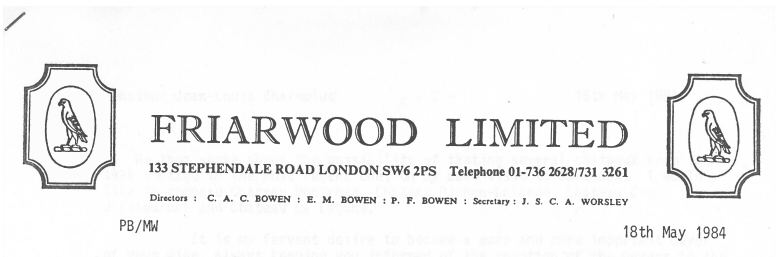 FRIARWOOD LIMITED
133 STEPHENDALE ROAD LONDON SW6 2PS Telephone 01-736 2628/731 3261
Directors : C. A. C. BOWEN : E. M. BOWEN : P. F. BOWEN : Secretary : J. S. C. A. WORSLEY
PB/MW
18th May 1984